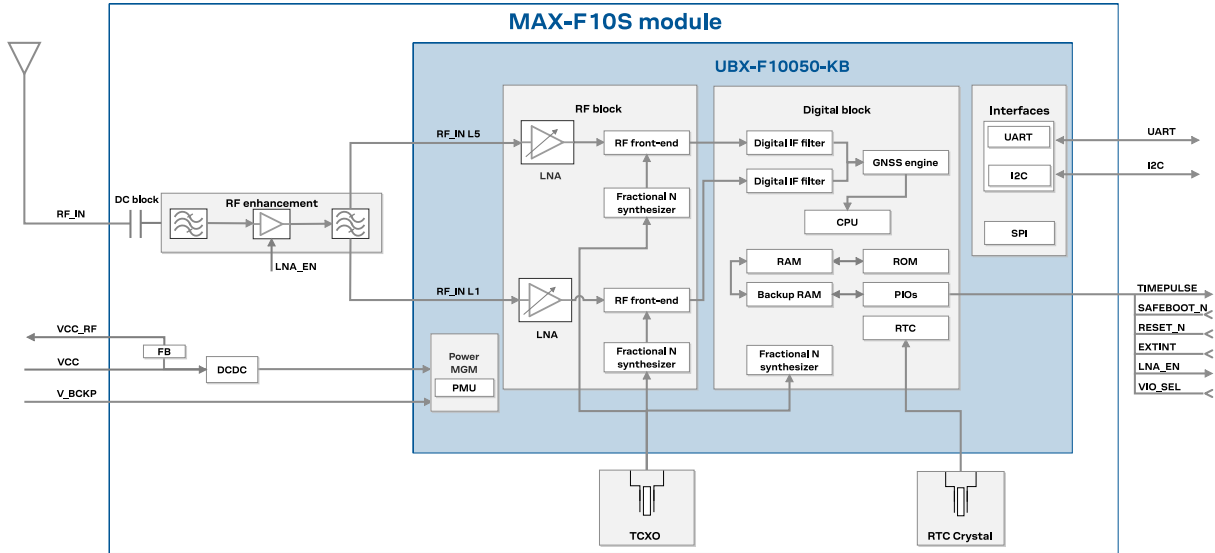 MAX-F10S module
UBX-F10050-KB
RF block
Digital block
Interfaces
RF_IN L5
LNA
RF front-end
Fractional N
synthesizer
Digital IF filter
Digital IF filter
GNSS engine
CPU
UART
I2C
SPI
UART
I2C
DC block
RF_IN
RF enhancement
LNA_EN
RF_IN L1
LNA
RF front-end
Fractional N
synthesizer
RAM
ROM
Backup RAM
PIOs
RTC
Fractional N
synthesizer
TIMEPULSE
SAFEBOOT_N
RESET_N
EXTINT
LNA_EN
VIO_SEL
VCC_RF
FB
VCC
DCDC
V_BCKP
Power
MGM
PMU
TCXO
RTC Crystal